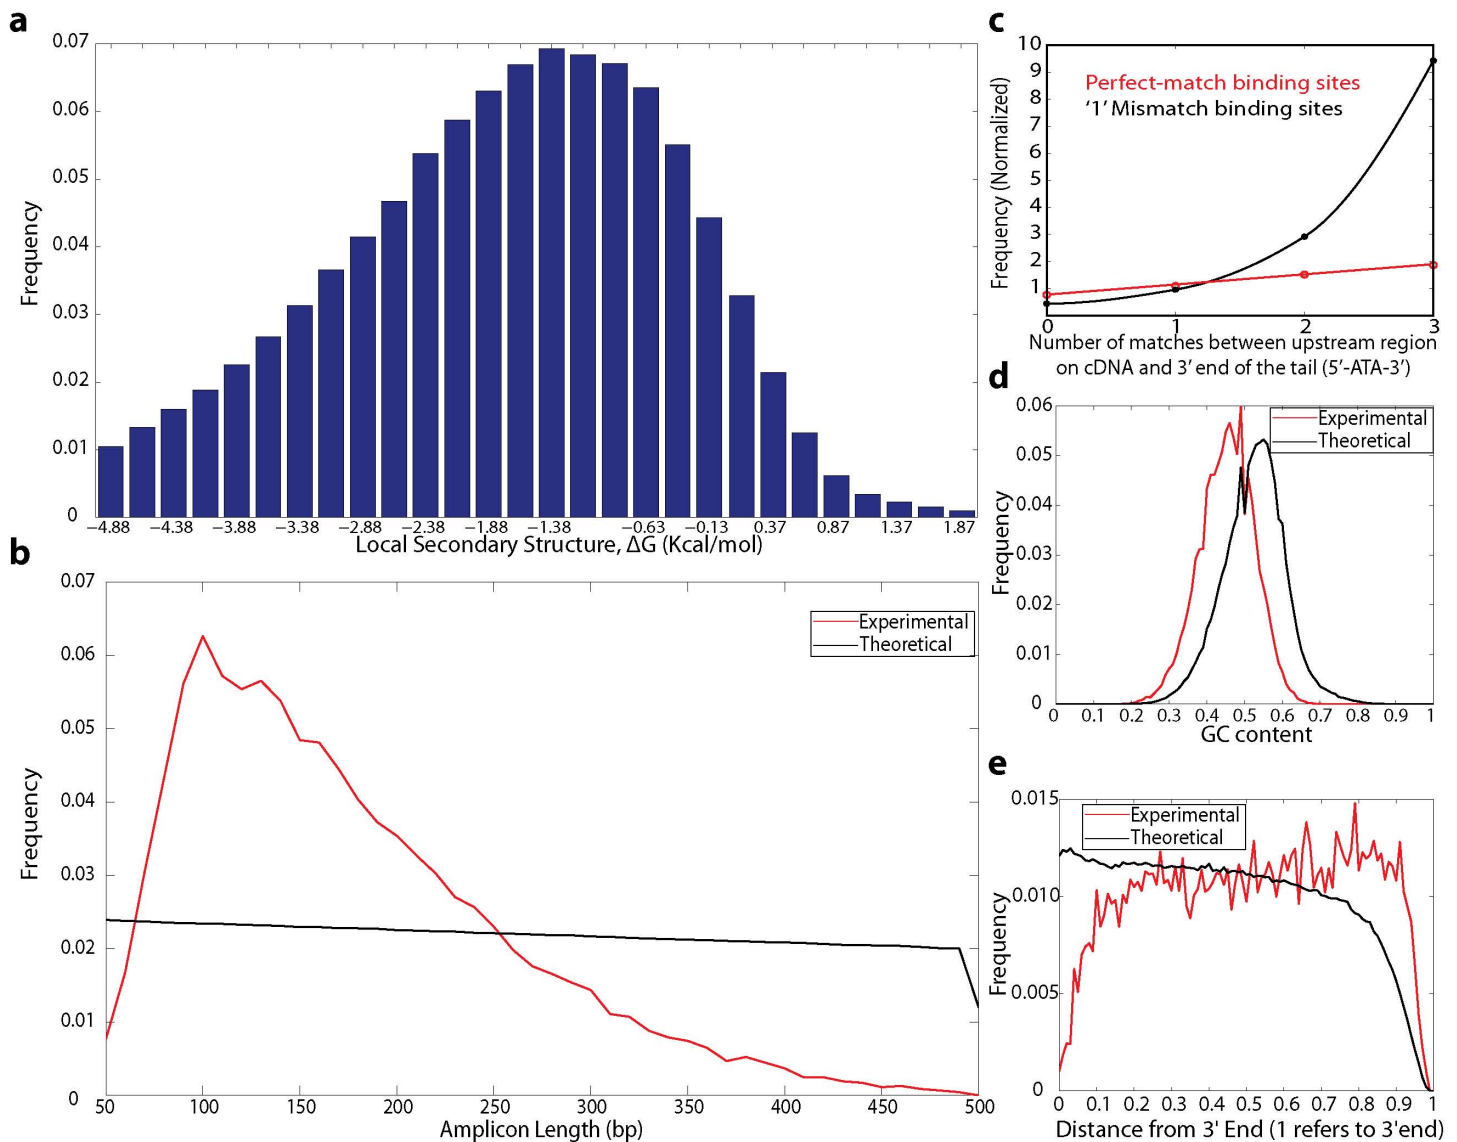 a
0.07
0.06
0.05
0.04
0.03
0.02
0.01
0
Frequency
−4.88 −4.38 −3.88 −3.38 −2.88 −2.38 −1.88 −1.38 −0.63 −0.13 0.37 0.87 1.37 1.87
Local Secondary Structure, ΔG (Kcal/mol)
b
0.07
0.06
0.05
0.04
0.03
0.02
0.01
0
Frequency
Experimental
Theoretical
50 100 150 200 250 300 350 400 450 500
Amplicon Length (bp)
c
10
9
8
7
6
5
4
3
2
1
Frequency (Normalized)
Perfect-match binding sites
‘1’ Mismatch binding sites
0 1 2 3
Number of matches between upstream region
on cDNA and 3’ end of the tail (5’-ATA-3’)
d
0.06
0.05
0.04
0.03
0.02
0.01
0
Frequency
Experimental
Theoretical
0 0.1 0.2 0.3 0.4 0.5 0.6 0.7 0.8 0.9 1
GC content
e
0.015
0.010
0.005
0
Frequency
Experimental
Theoretical
0 0.1 0.2 0.3 0.4 0.5 0.6 0.7 0.8 0.9 1
Distance from 3' End (1 refers to 3'end)